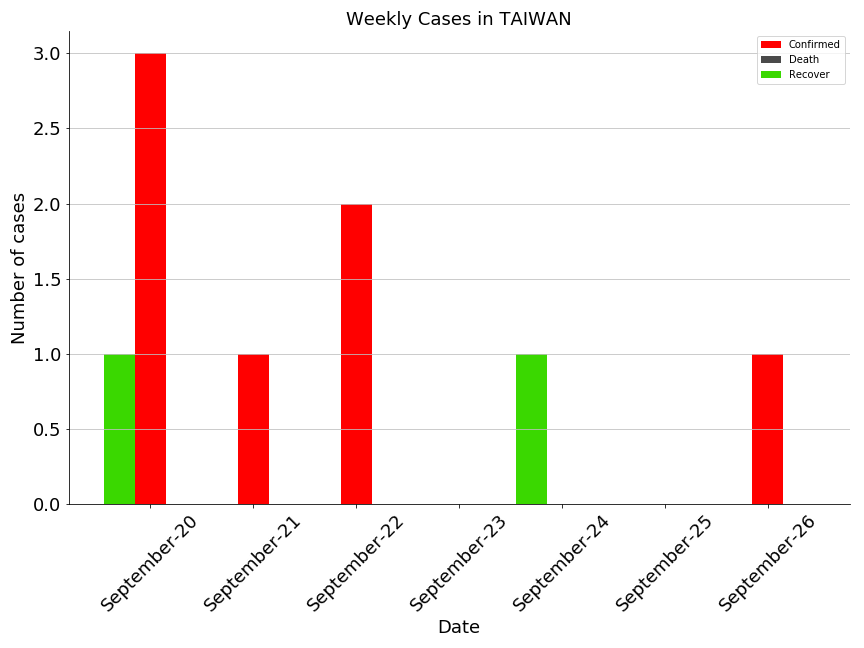 Weekly Cases in TAIWAN
Confirmed
Death
Recover
Number of cases
3.0
2.5
2.0
1.5
1.0
0.5
0.0
September-20
September-21
September-22
September-23
September-24
September-25
September-26
Date